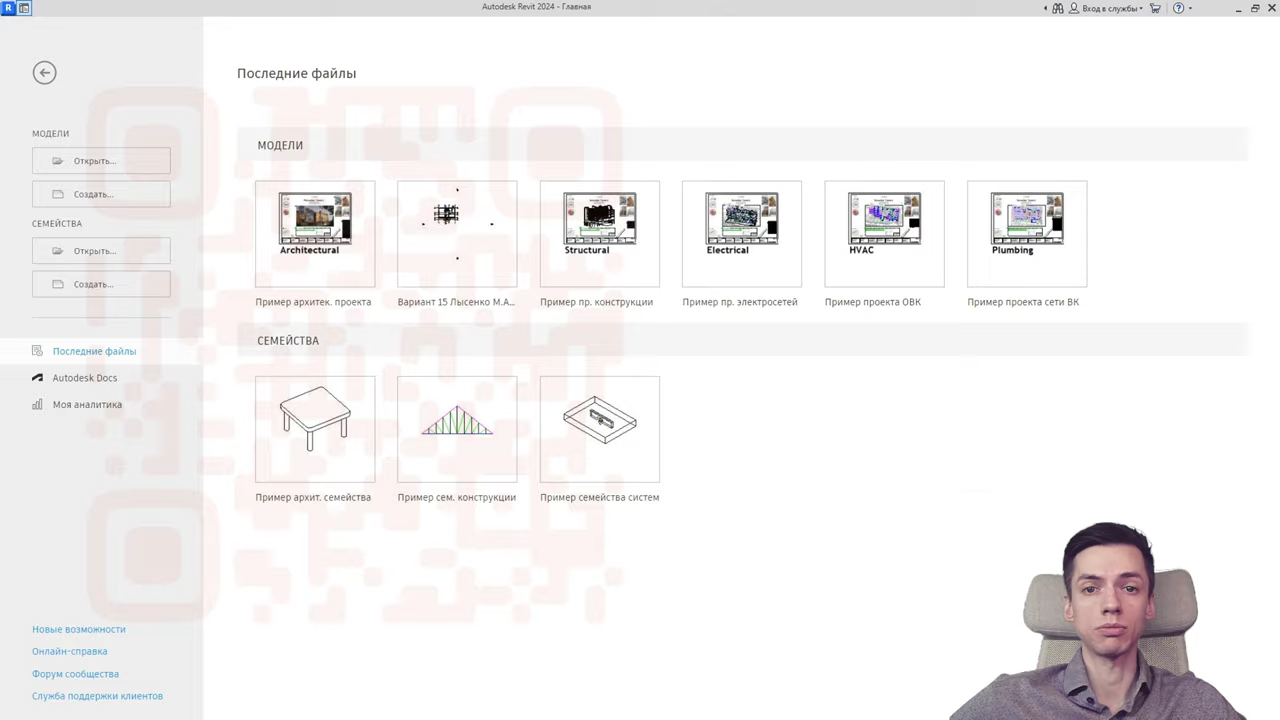 R
Autodesk Revit 2024 - Главная
Вход в службы
?
Последние файлы
МОДЕЛИ
Открыть...
Создать...
СЕМЕЙСТВА
Открыть...
Создать...
Последние файлы
Autodesk Docs
Моя аналитика
Новые возможности
Онлайн-справка
Форум сообщества
Служба поддержки клиентов
МОДЕЛИ
Architectural
Structural
Electrical
HVAC
Plumbing
Пример архитек. проекта
Вариант 15 Лысенко М.А...
Пример пр. конструкции
Пример пр. электросетей
Пример проекта ОВК
Пример проекта сети ВК
СЕМЕЙСТВА
Пример архит. семейства
Пример сем. конструкции
Пример семейства систем